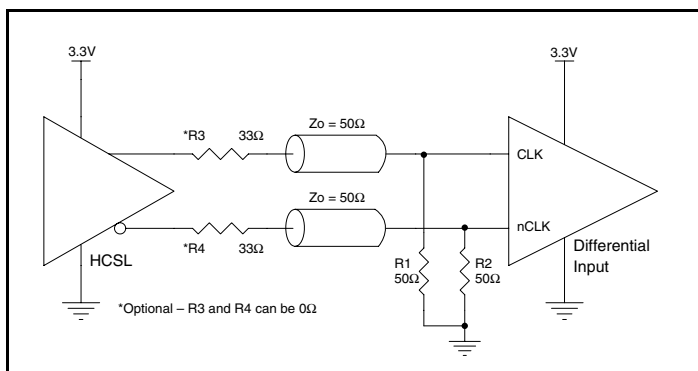 3.3V
3.3V
*R3 33Ω
Zo = 50Ω
CLK
Zo = 50Ω
*R4 33Ω
nCLK
HCSL
R1
50Ω
R2
50Ω
Differential
Input
*Optional – R3 and R4 can be 0Ω